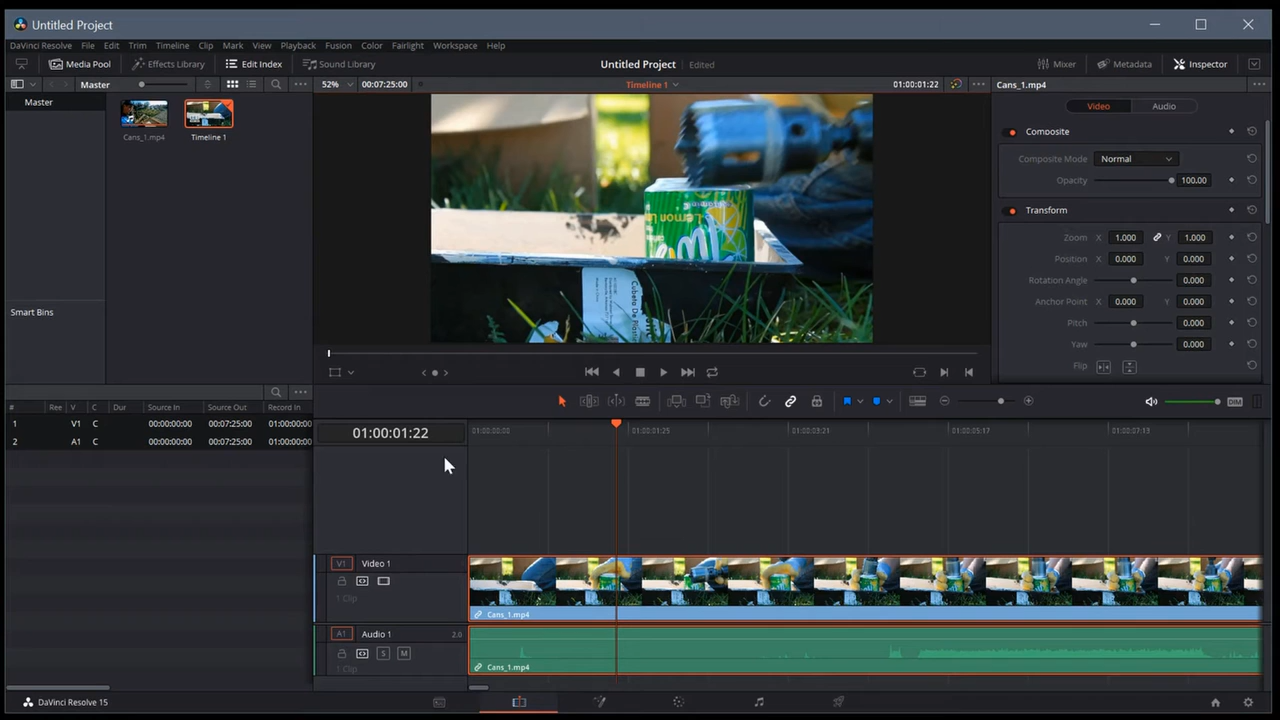 Untitled Project
DaVinci Resolve File Edit Trim Timeline Clip Mark View Playback Fusion Color Fairlight Workspace Help
Media Pool Effects Library Edit Index Sound Library Untitled Project Edited Mixer Metadata Inspector
Master 52% 00:07:25:00 Timeline 1 01:00:01:22 Cans_1.mp4
Master
Cans_1.mp4 Timeline 1
Video Audio
Composite
Composite Mode Normal
Opacity 100.00
Transform
Zoom X 1.000 Y 1.000
Position X 0.000 Y 0.000
Rotation Angle 0.000
Anchor Point X 0.000 Y 0.000
Pitch 0.000
Yaw 0.000
Flip
Lemon
Cubeta De Plasti
Smart Bins
# Ree V C Dur Source In Source Out Record In
1 V1 C 00:00:00:00 00:07:25:00 01:00:00:00
2 A1 C 00:00:00:00 00:07:25:00 01:00:00:00
DIM
01:00:01:22
01:00:00:00 01:00:01:25 01:00:03:21 01:00:05:17 01:00:07:13
V1 Video 1
1 Clip
Cans_1.mp4
A1 Audio 1 2.0
S M
1 Clip
Cans_1.mp4
DaVinci Resolve 15